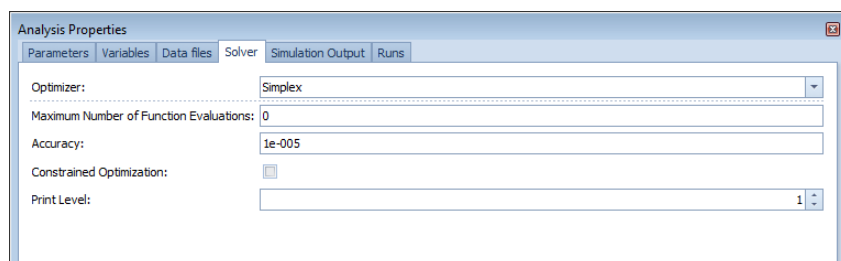 Analysis Properties
Parameters Variables Data files Solver Simulation Output Runs
Optimizer: Simplex
Maximum Number of Function Evaluations: 0
Accuracy: 1e-005
Constrained Optimization:
Print Level: 1